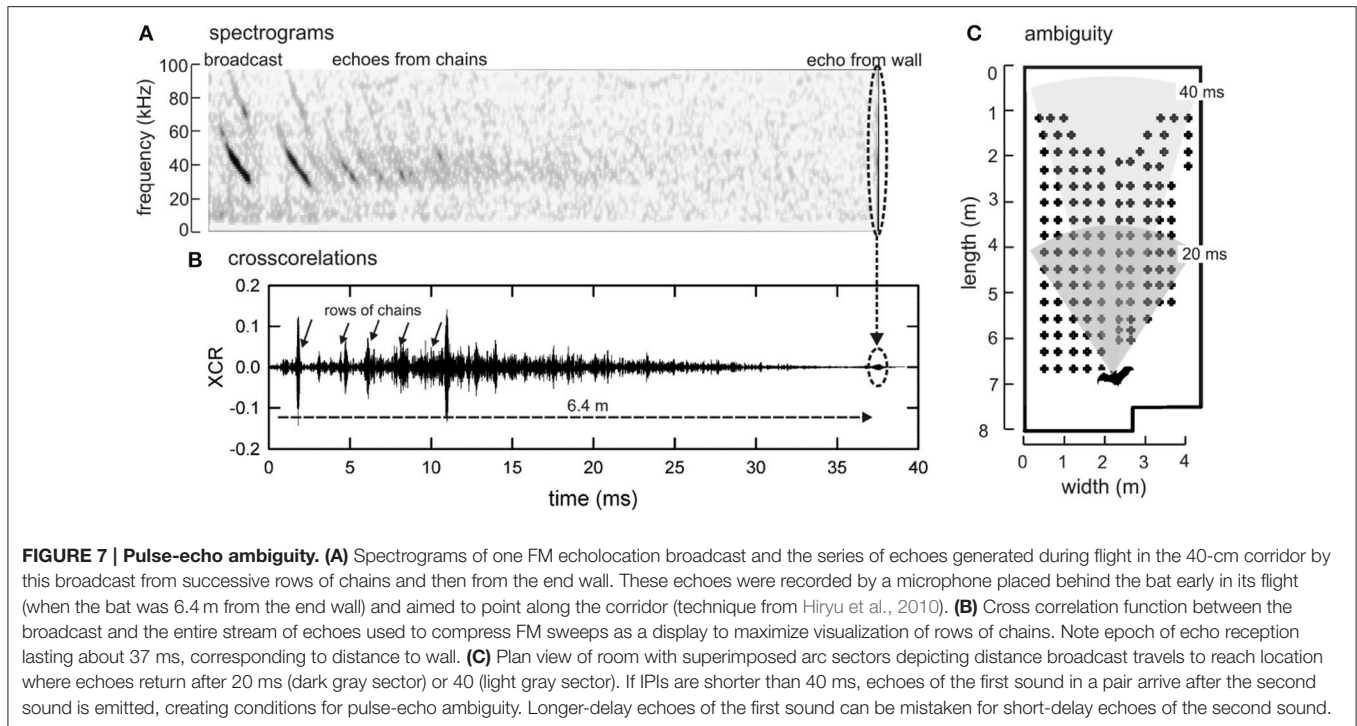 A spectrograms
broadcast echoes from chains echo from wall
100
80
60
40
20
0
frequency (kHz)
B crosscorelations
0.2
0.1
0.0
-0.1
-0.2
XCR
rows of chains
6.4 m
0 5 10 15 20 25 30 35 40
time (ms)
C ambiguity
0
1
2
3
4
5
6
7
8
length (m)
40 ms
20 ms
0 1 2 3 4
width (m)
FIGURE 7 | Pulse-echo ambiguity. (A) Spectrograms of one FM echolocation broadcast and the series of echoes generated during flight in the 40-cm corridor by
this broadcast from successive rows of chains and then from the end wall. These echoes were recorded by a microphone placed behind the bat early in its flight
(when the bat was 6.4 m from the end wall) and aimed to point along the corridor (technique from Hiryu et al., 2010). (B) Cross correlation function between the
broadcast and the entire stream of echoes used to compress FM sweeps as a display to maximize visualization of rows of chains. Note epoch of echo reception
lasting about 37 ms, corresponding to distance to wall. (C) Plan view of room with superimposed arc sectors depicting distance broadcast travels to reach location
where echoes return after 20 ms (dark gray sector) or 40 (light gray sector). If IPIs are shorter than 40 ms, echoes of the first sound in a pair arrive after the second
sound is emitted, creating conditions for pulse-echo ambiguity. Longer-delay echoes of the first sound can be mistaken for short-delay echoes of the second sound.